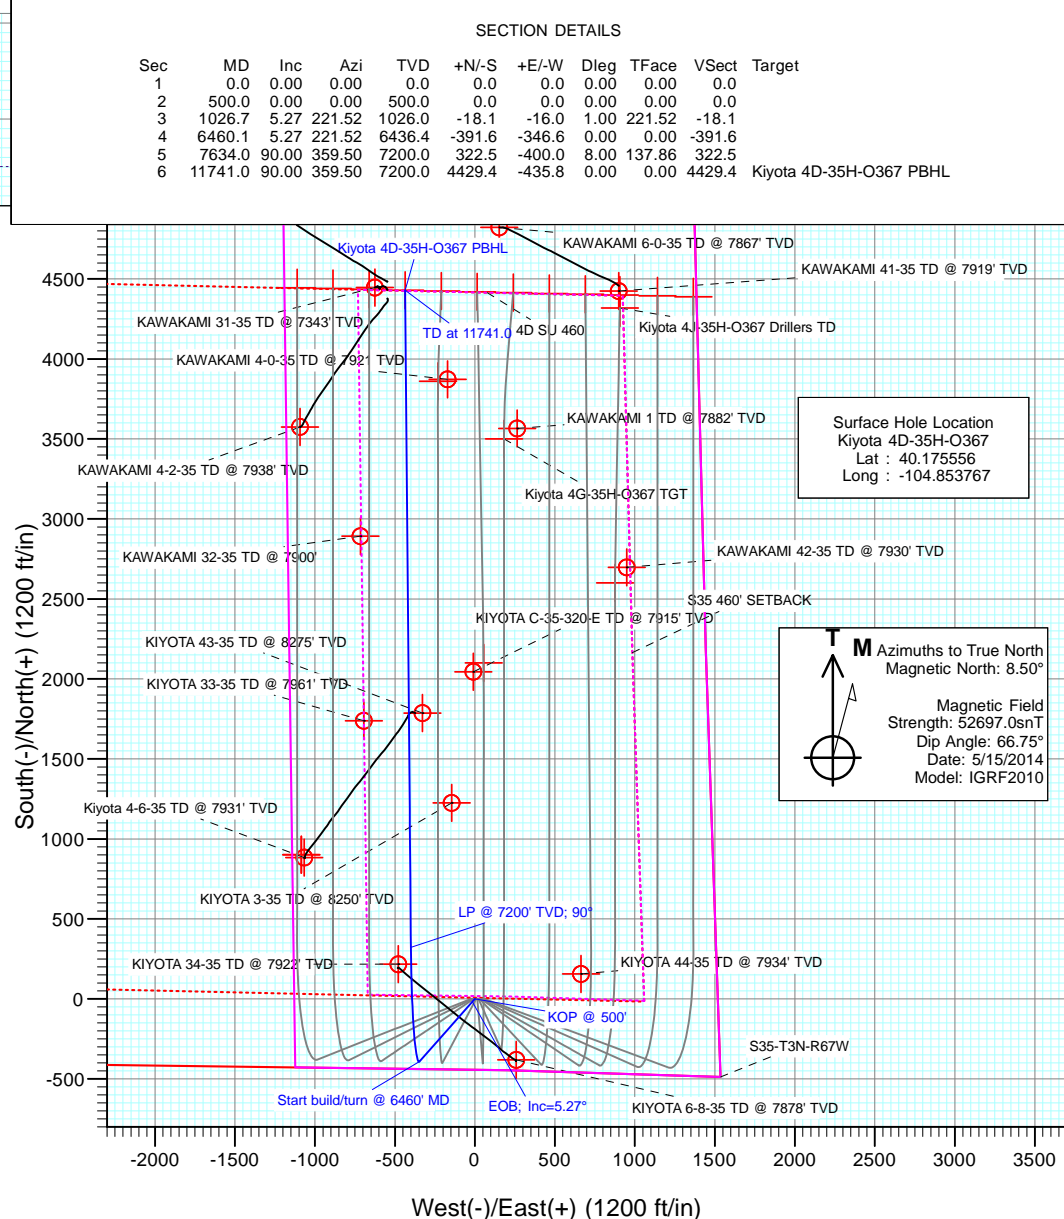 SECTION DETAILS
Sec MD Inc Azi TVD +N/-S +E/-W Dleg TFace VSect Target
1 0.0 0.00 0.00 0.0 0.0 0.0 0.00 0.00 0.0
2 500.0 0.00 0.00 500.0 0.0 0.0 0.00 0.00 0.0
3 1026.7 5.27 221.52 1026.0 -18.1 -16.0 1.00 221.52 -18.1
4 6460.1 5.27 221.52 6436.4 -391.6 -346.6 0.00 0.00 -391.6
5 7634.0 90.00 359.50 7200.0 322.5 -400.0 8.00 137.86 322.5
6 11741.0 90.00 359.50 7200.0 4429.4 -435.8 0.00 0.00 4429.4 Kiyota 4D-35H-O367 PBHL
KAWAKAMI 6-0-35 TD @ 7867' TVD
Kiyota 4D-35H-O367 PBHL
KAWAKAMI 41-35 TD @ 7919' TVD
KAWAKAMI 31-35 TD @ 7343' TVD
TD at 11741.0
4D SU 460
Kiyota 4J-35H-O367 Drillers TD
KAWAKAMI 4-0-35 TD @ 7921' TVD
KAWAKAMI 1 TD @ 7882' TVD
Surface Hole Location
Kiyota 4D-35H-O367
Lat : 40.175556
Long : -104.853767
KAWAKAMI 4-2-35 TD @ 7938' TVD
Kiyota 4G-35H-O367 TGT
KAWAKAMI 32-35 TD @ 7900'
KAWAKAMI 42-35 TD @ 7930' TVD
S35 460' SETBACK
KIYOTA C-35-320-E TD @ 7915' TVD
KIYOTA 43-35 TD @ 8275' TVD
KIYOTA 33-35 TD @ 7961' TVD
T
M
Azimuths to True North
Magnetic North: 8.50°
Magnetic Field
Strength: 52697.0snT
Dip Angle: 66.75°
Date: 5/15/2014
Model: IGRF2010
Kiyota 4-6-35 TD @ 7931' TVD
KIYOTA 3-35 TD @ 8250' TVD
LP @ 7200' TVD; 90°
KIYOTA 34-35 TD @ 7922' TVD
KIYOTA 44-35 TD @ 7934' TVD
KOP @ 500'
S35-T3N-R67W
Start build/turn @ 6460' MD
EOB; Inc=5.27°
KIYOTA 6-8-35 TD @ 7878' TVD
4500
4000
3500
3000
2500
2000
1500
1000
500
0
-500
South(-)/North(+) (1200 ft/in)
-2000 -1500 -1000 -500 0 500 1000 1500 2000 2500 3000 3500
West(-)/East(+) (1200 ft/in)